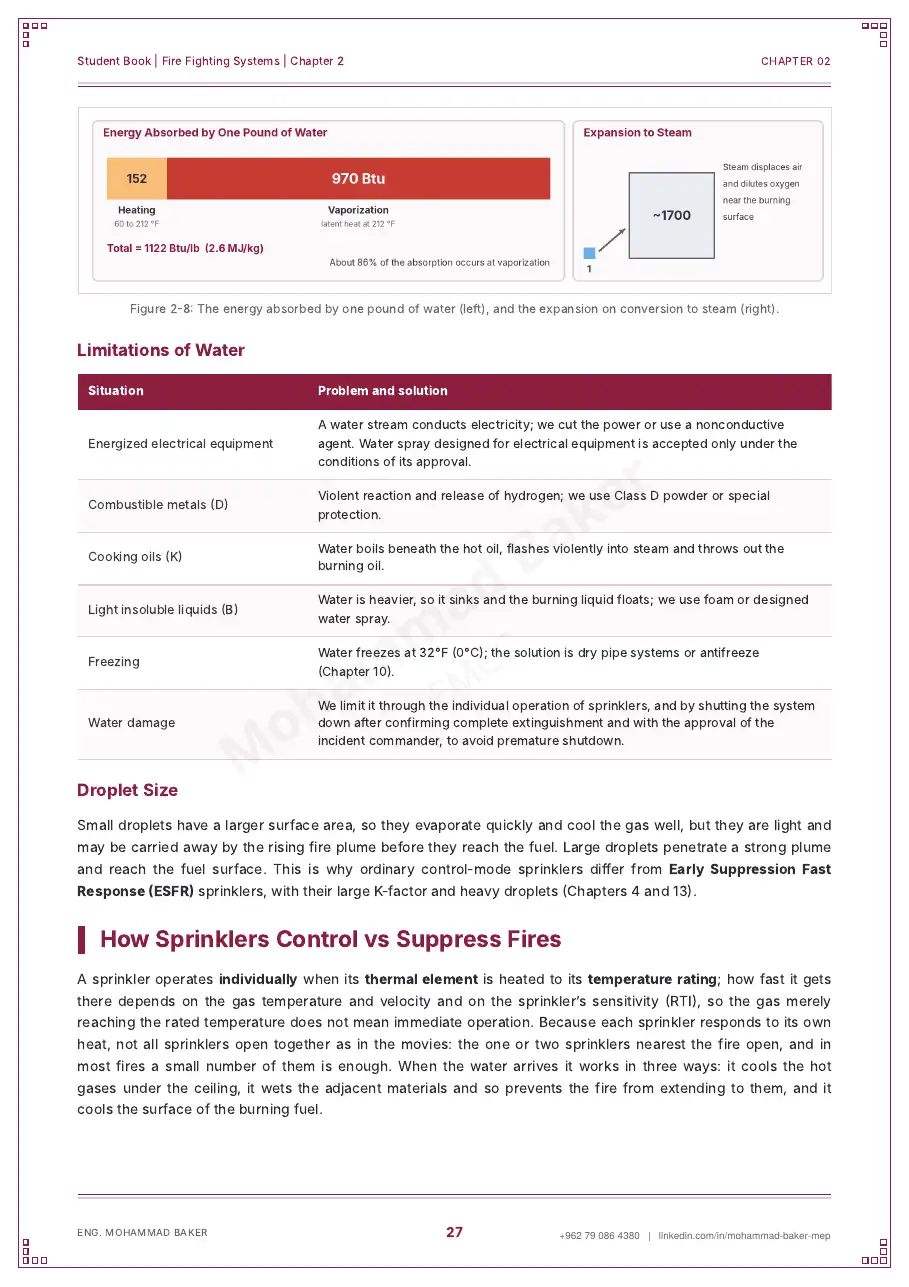 Student Book | Fire Fighting Systems | Chapter 2
CHAPTER 02
Energy Absorbed by One Pound of Water
152
970 Btu
Heating
60 to 212 °F
Vaporization
latent heat at 212 °F
Total = 1122 Btu/lb (2.6 MJ/kg)
About 86% of the absorption occurs at vaporization
Expansion to Steam
~1700
1
Steam displaces air
and dilutes oxygen
near the burning
surface
Figure 2-8: The energy absorbed by one pound of water (left), and the expansion on conversion to steam (right).
Limitations of Water
Situation
Problem and solution
Energized electrical equipment
A water stream conducts electricity; we cut the power or use a nonconductive
agent. Water spray designed for electrical equipment is accepted only under the
conditions of its approval.
Combustible metals (D)
Violent reaction and release of hydrogen; we use Class D powder or special
protection.
Cooking oils (K)
Water boils beneath the hot oil, flashes violently into steam and throws out the
burning oil.
Light insoluble liquids (B)
Water is heavier, so it sinks and the burning liquid floats; we use foam or designed
water spray.
Freezing
Water freezes at 32°F (0°C); the solution is dry pipe systems or antifreeze
(Chapter 10).
Water damage
We limit it through the individual operation of sprinklers, and by shutting the system
down after confirming complete extinguishment and with the approval of the
incident commander, to avoid premature shutdown.
Mohammad Baker
Droplet Size
Small droplets have a larger surface area, so they evaporate quickly and cool the gas well, but they are light and
may be carried away by the rising fire plume before they reach the fuel. Large droplets penetrate a strong plume
and reach the fuel surface. This is why ordinary control-mode sprinklers differ from Early Suppression Fast
Response (ESFR) sprinklers, with their large K-factor and heavy droplets (Chapters 4 and 13).
How Sprinklers Control vs Suppress Fires
A sprinkler operates individually when its thermal element is heated to its temperature rating; how fast it gets
there depends on the gas temperature and velocity and on the sprinkler's sensitivity (RTI), so the gas merely
reaching the rated temperature does not mean immediate operation. Because each sprinkler responds to its own
heat, not all sprinklers open together as in the movies: the one or two sprinklers nearest the fire open, and in
most fires a small number of them is enough. When the water arrives it works in three ways: it cools the hot
gases under the ceiling, it wets the adjacent materials and so prevents the fire from extending to them, and it
cools the surface of the burning fuel.
ENG. MOHAMMAD BAKER
27
+962 79 086 4380 | linkedin.com/in/mohammad-baker-mep